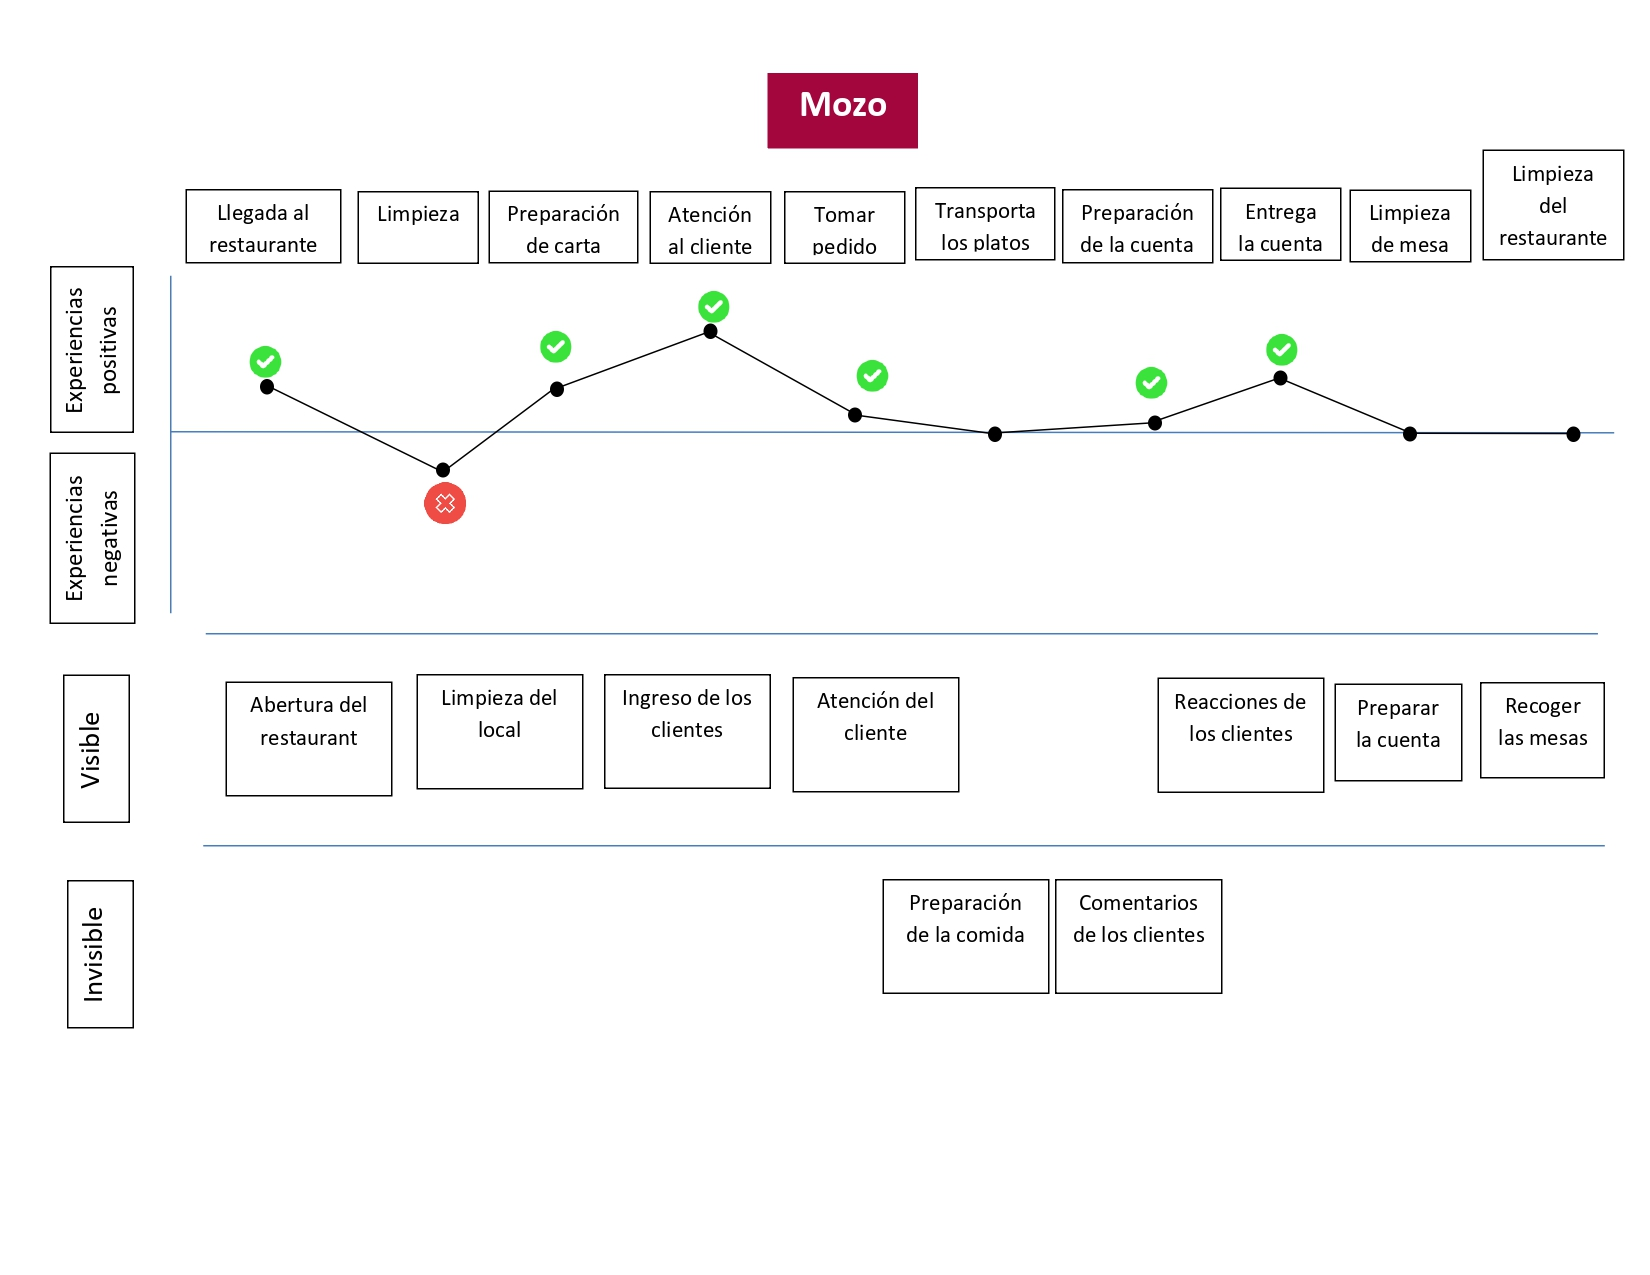 Mozo
Llegada al
restaurante
Limpieza
Preparación
de carta
Atención
al cliente
Tomar
pedido
Transporta
los platos
Preparación
de la cuenta
Entrega
la cuenta
Limpieza
de mesa
Limpieza
del
restaurante
Experiencias
positivas
Experiencias
negativas
Visible
Abertura del
restaurant
Limpieza del
local
Ingreso de los
clientes
Atención del
cliente
Reacciones de
los clientes
Preparar
la cuenta
Recoger
las mesas
Invisible
Preparación
de la comida
Comentarios
de los clientes